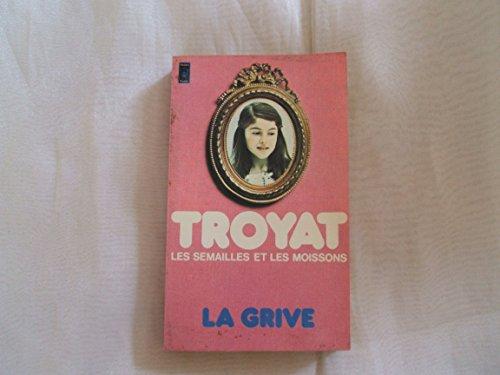 TROYAT
LES SEMAILLES ET LES MOISSONS
LA GRIVE